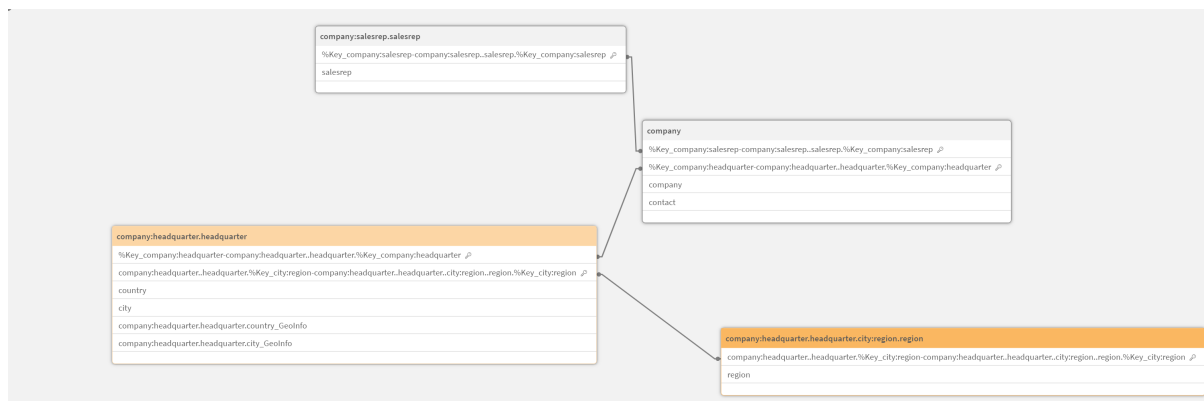 company:salesrep.salesrep
%Key_company:salesrep-company:salesrep..salesrep.%Key_company:salesrep
salesrep
company
%Key_company:salesrep-company:salesrep..salesrep.%Key_company:salesrep
%Key_company:headquarter-company:headquarter..headquarter.%Key_company:headquarter
company
contact
company:headquarter.headquarter
%Key_company:headquarter-company:headquarter..headquarter.%Key_company:headquarter
company:headquarter..headquarter.%Key_city:region-company:headquarter..headquarter..city:region..region.%Key_city:region
country
city
company:headquarter.headquarter.country_GeoInfo
company:headquarter.headquarter.city_GeoInfo
company:headquarter.headquarter.city:region.region
company:headquarter..headquarter.%Key_city:region-company:headquarter..headquarter..city:region..region.%Key_city:region
region